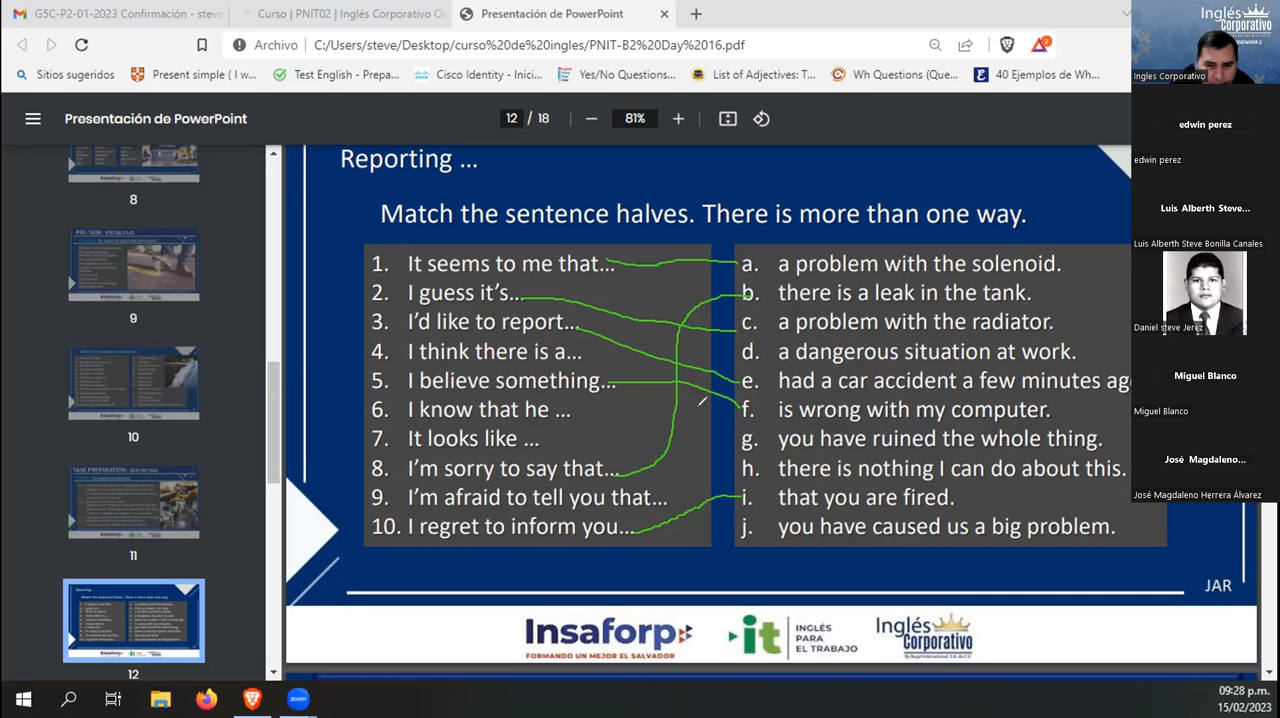 G5C-P2-01-2023 Confirmación - steve
Curso | PNIT02 | Inglés Corporativo On
Presentación de PowerPoint
Archivo
C:/Users/steve/Desktop/curso%20de%20ingles/PNIT-B2%20Day%2016.pdf
Sitios sugeridos
Present simple ( I w...
Test English - Prepa...
Cisco Identity - Inici...
Yes/No Questions...
List of Adjectives: T...
Wh Questions (Que...
40 Ejemplos de Wh...
Presentación de PowerPoint
12 / 18
81%
8
9
10
11
12
Reporting ...
Match the sentence halves. There is more than one way.
1. It seems to me that...
2. I guess it's...
3. I'd like to report...
4. I think there is a...
5. I believe something...
6. I know that he ...
7. It looks like ...
8. I'm sorry to say that...
9. I'm afraid to tell you that...
10. I regret to inform you...
a. a problem with the solenoid.
b. there is a leak in the tank.
c. a problem with the radiator.
d. a dangerous situation at work.
e. had a car accident a few minutes ag
f. is wrong with my computer.
g. you have ruined the whole thing.
h. there is nothing I can do about this.
i. that you are fired.
j. you have caused us a big problem.
JAR
insaforp
FORMANDO UN MEJOR EL SALVADOR
it
INGLÉS
PARA
EL TRABAJO
Inglés
Corporativo
Inglés
Corporativo
Ingles Corporativo
edwin perez
edwin perez
Luis Alberth Steve...
Luis Alberth Steve Bonilla Canales
Daniel steve Jerez
Miguel Blanco
Miguel Blanco
José Magdaleno...
José Magdaleno Herrera Álvarez
zoom
09:28 p.m.
15/02/2023